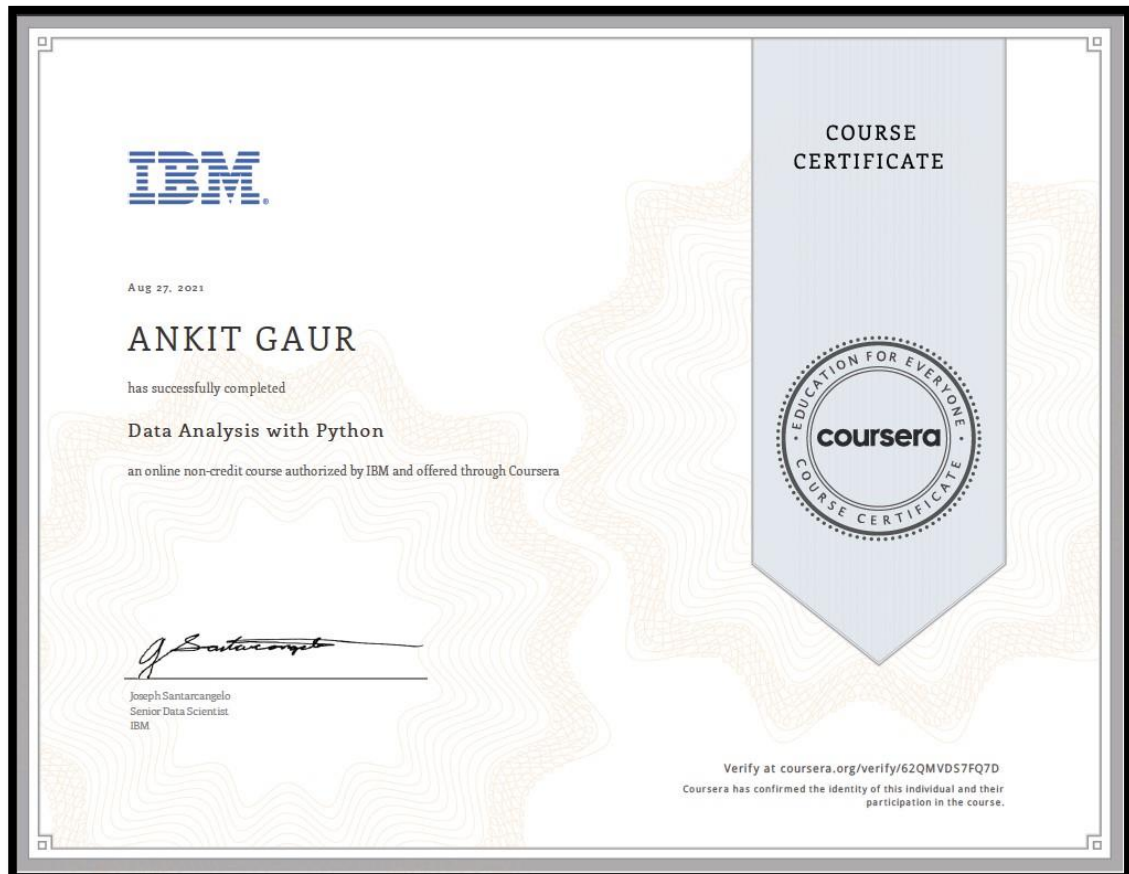 IBM®
Aug 27, 2021
ANKIT GAUR
has successfully completed
Data Analysis with Python
an online non-credit course authorized by IBM and offered through Coursera
G Santarcangelo
Joseph Santarcangelo
Senior Data Scientist
IBM
COURSE
CERTIFICATE
EDUCATION FOR EVERYONE
coursera
COURSE CERTIFICATE
Verify at coursera.org/verify/62QMVDS7FQ7D
Coursera has confirmed the identity of this individual and their
participation in the course.